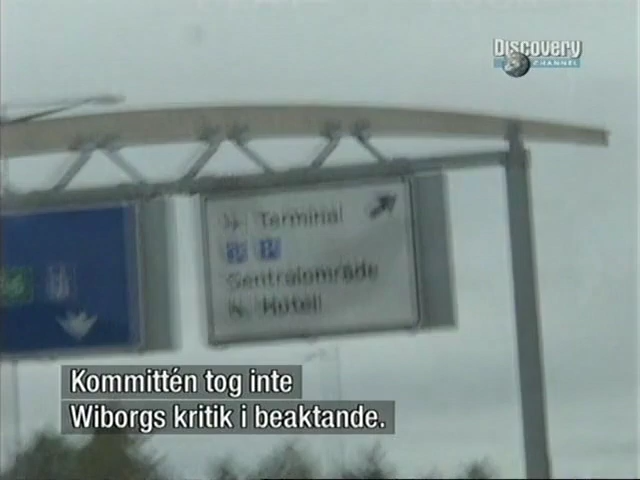 Discovery
CHANNEL
Terminal
Sentralområde
Hotell
Kommittén tog inte
Wiborgs kritik i beaktande.